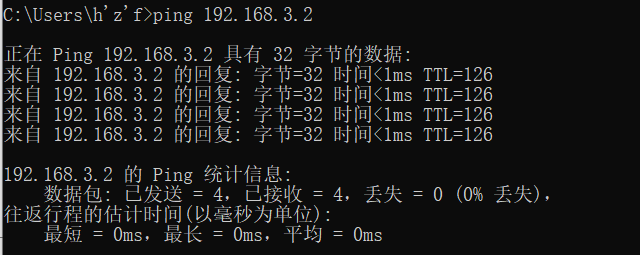 C:\Users\h'z'f>ping 192.168.3.2
正在 Ping 192.168.3.2 具有 32 字节的数据:
来自 192.168.3.2 的回复: 字节=32 时间<1ms TTL=126
来自 192.168.3.2 的回复: 字节=32 时间<1ms TTL=126
来自 192.168.3.2 的回复: 字节=32 时间<1ms TTL=126
来自 192.168.3.2 的回复: 字节=32 时间<1ms TTL=126
192.168.3.2 的 Ping 统计信息:
数据包: 已发送 = 4，已接收 = 4，丢失 = 0 (0% 丢失)，
往返行程的估计时间(以毫秒为单位):
最短 = 0ms，最长 = 0ms，平均 = 0ms